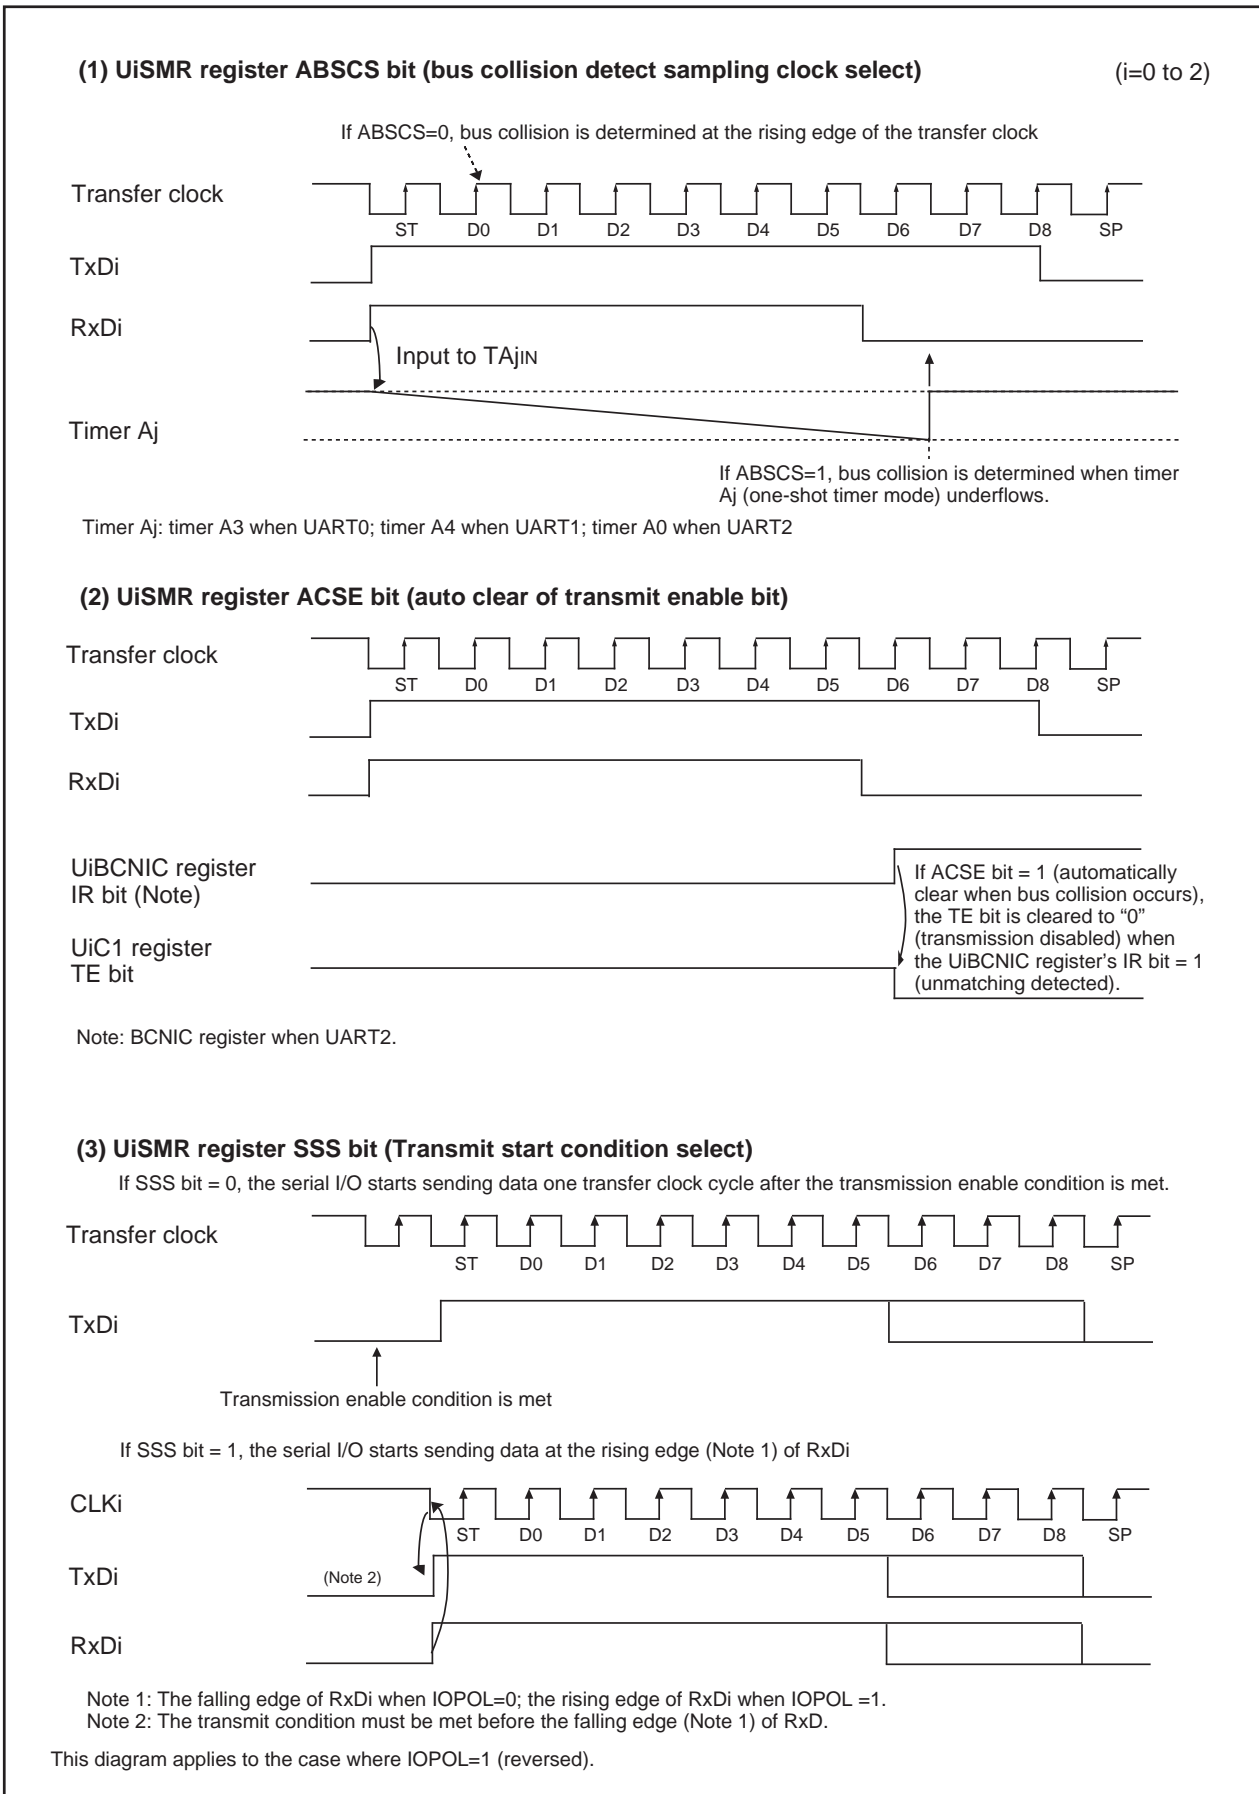 (1) UiSMR register ABSCS bit (bus collision detect sampling clock select) (i=0 to 2)
If ABSCS=0, bus collision is determined at the rising edge of the transfer clock
Transfer clock
ST D0 D1 D2 D3 D4 D5 D6 D7 D8 SP
TxDi
RxDi
Input to TAjIN
Timer Aj
If ABSCS=1, bus collision is determined when timer
Aj (one-shot timer mode) underflows.
Timer Aj: timer A3 when UART0; timer A4 when UART1; timer A0 when UART2
(2) UiSMR register ACSE bit (auto clear of transmit enable bit)
Transfer clock
ST D0 D1 D2 D3 D4 D5 D6 D7 D8 SP
TxDi
RxDi
UiBCNIC register
IR bit (Note)
UiC1 register
TE bit
If ACSE bit = 1 (automatically
clear when bus collision occurs),
the TE bit is cleared to “0”
(transmission disabled) when
the UiBCNIC register’s IR bit = 1
(unmatching detected).
Note: BCNIC register when UART2.
(3) UiSMR register SSS bit (Transmit start condition select)
If SSS bit = 0, the serial I/O starts sending data one transfer clock cycle after the transmission enable condition is met.
Transfer clock
ST D0 D1 D2 D3 D4 D5 D6 D7 D8 SP
TxDi
Transmission enable condition is met
If SSS bit = 1, the serial I/O starts sending data at the rising edge (Note 1) of RxDi
CLKi
ST D0 D1 D2 D3 D4 D5 D6 D7 D8 SP
TxDi
(Note 2)
RxDi
Note 1: The falling edge of RxDi when IOPOL=0; the rising edge of RxDi when IOPOL =1.
Note 2: The transmit condition must be met before the falling edge (Note 1) of RxD.
This diagram applies to the case where IOPOL=1 (reversed).